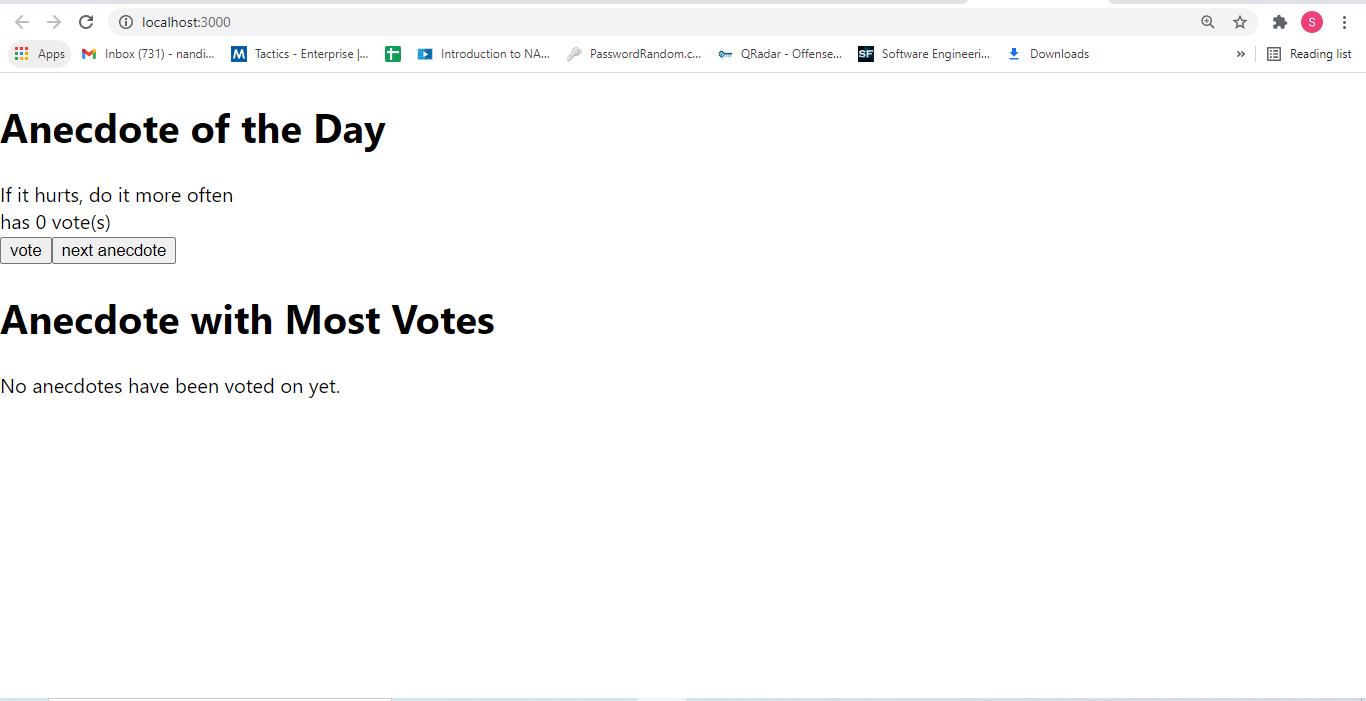 localhost:3000
S
Apps
Inbox (731) - nandi...
M
Tactics - Enterprise |...
Introduction to NA...
PasswordRandom.c...
QRadar - Offense...
SF
Software Engineeri...
Downloads
»
Reading list
Anecdote of the Day
If it hurts, do it more often
has 0 vote(s)
vote
next anecdote
Anecdote with Most Votes
No anecdotes have been voted on yet.